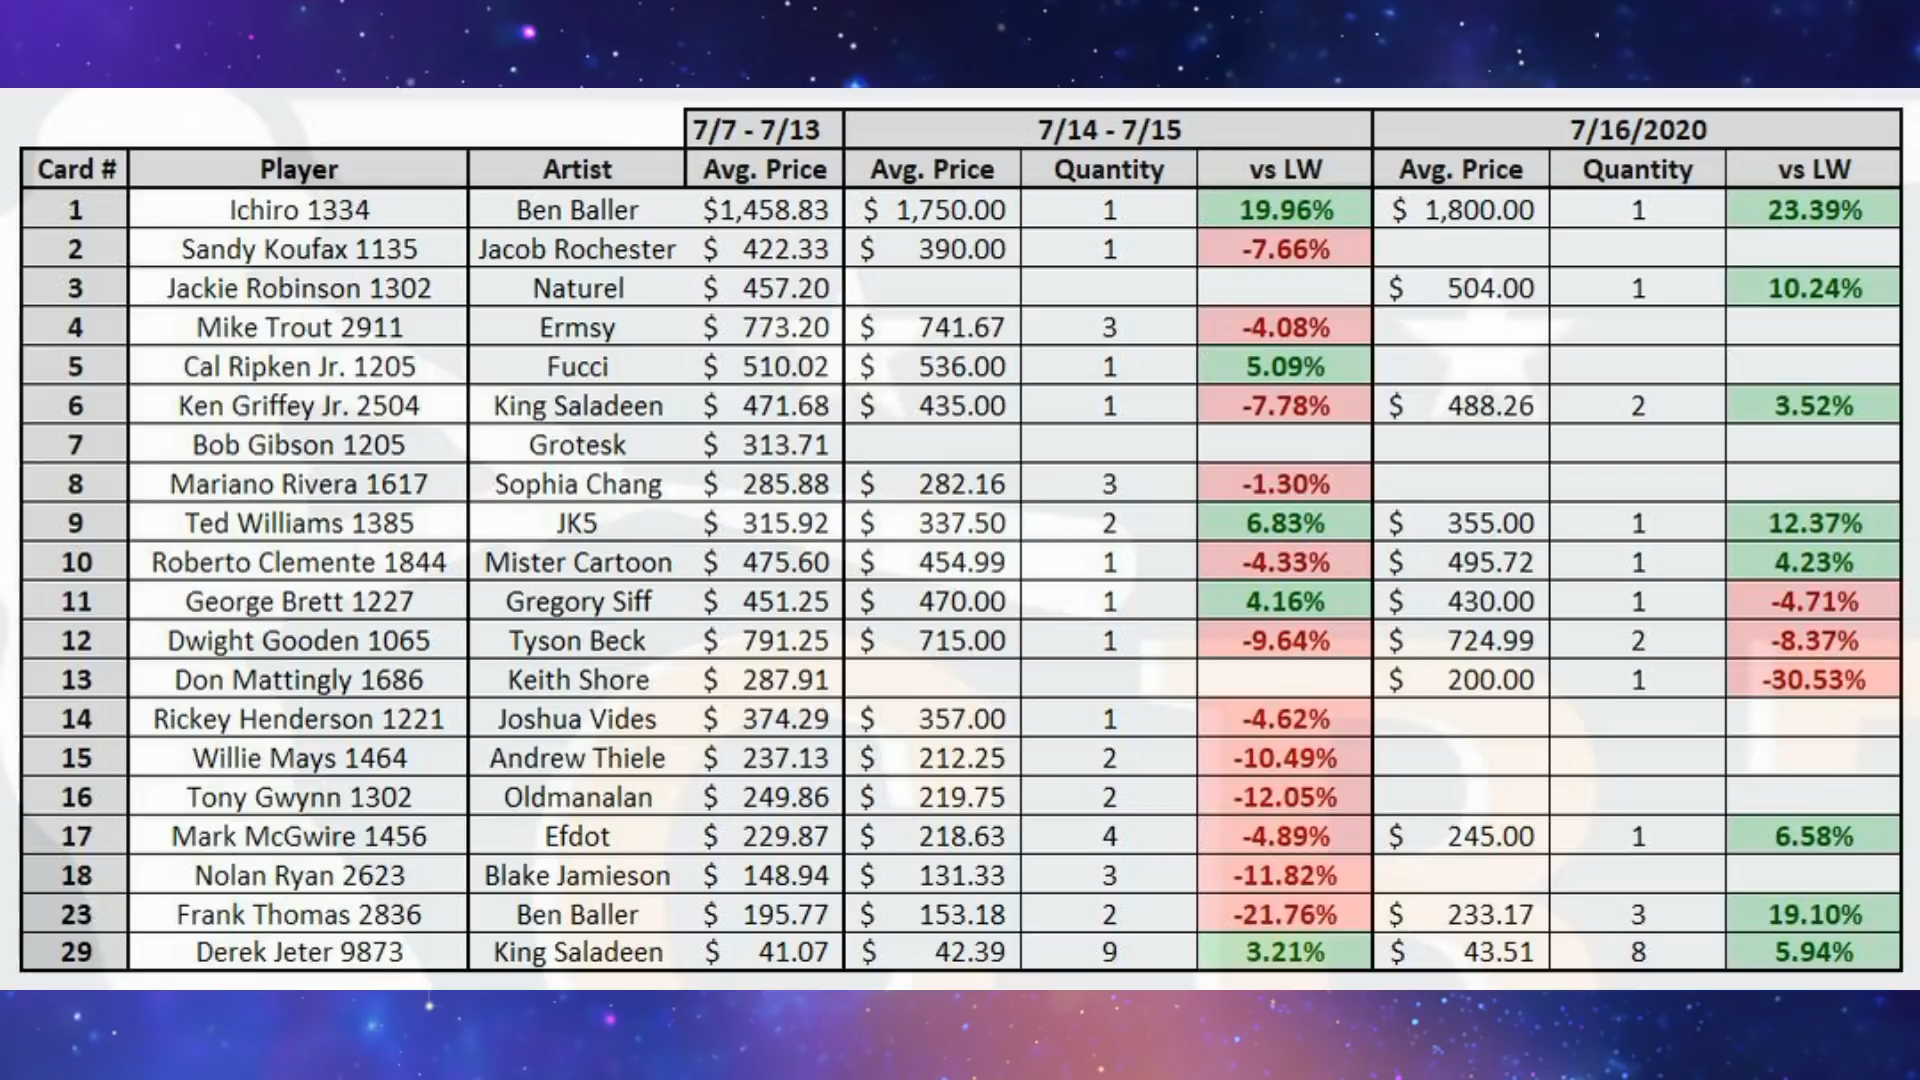 7/7 - 7/13 7/14 - 7/15 7/16/2020
Card # Player Artist Avg. Price Avg. Price Quantity vs LW Avg. Price Quantity vs LW
1 Ichiro 1334 Ben Baller $1,458.83 $ 1,750.00 1 19.96% $ 1,800.00 1 23.39%
2 Sandy Koufax 1135 Jacob Rochester $ 422.33 $ 390.00 1 -7.66%
3 Jackie Robinson 1302 Naturel $ 457.20 $ 504.00 1 10.24%
4 Mike Trout 2911 Ermsy $ 773.20 $ 741.67 3 -4.08%
5 Cal Ripken Jr. 1205 Fucci $ 510.02 $ 536.00 1 5.09%
6 Ken Griffey Jr. 2504 King Saladeen $ 471.68 $ 435.00 1 -7.78% $ 488.26 2 3.52%
7 Bob Gibson 1205 Grotesk $ 313.71
8 Mariano Rivera 1617 Sophia Chang $ 285.88 $ 282.16 3 -1.30%
9 Ted Williams 1385 JK5 $ 315.92 $ 337.50 2 6.83% $ 355.00 1 12.37%
10 Roberto Clemente 1844 Mister Cartoon $ 475.60 $ 454.99 1 -4.33% $ 495.72 1 4.23%
11 George Brett 1227 Gregory Siff $ 451.25 $ 470.00 1 4.16% $ 430.00 1 -4.71%
12 Dwight Gooden 1065 Tyson Beck $ 791.25 $ 715.00 1 -9.64% $ 724.99 2 -8.37%
13 Don Mattingly 1686 Keith Shore $ 287.91 $ 200.00 1 -30.53%
14 Rickey Henderson 1221 Joshua Vides $ 374.29 $ 357.00 1 -4.62%
15 Willie Mays 1464 Andrew Thiele $ 237.13 $ 212.25 2 -10.49%
16 Tony Gwynn 1302 Oldmanalan $ 249.86 $ 219.75 2 -12.05%
17 Mark McGwire 1456 Efdot $ 229.87 $ 218.63 4 -4.89% $ 245.00 1 6.58%
18 Nolan Ryan 2623 Blake Jamieson $ 148.94 $ 131.33 3 -11.82%
23 Frank Thomas 2836 Ben Baller $ 195.77 $ 153.18 2 -21.76% $ 233.17 3 19.10%
29 Derek Jeter 9873 King Saladeen $ 41.07 $ 42.39 9 3.21% $ 43.51 8 5.94%